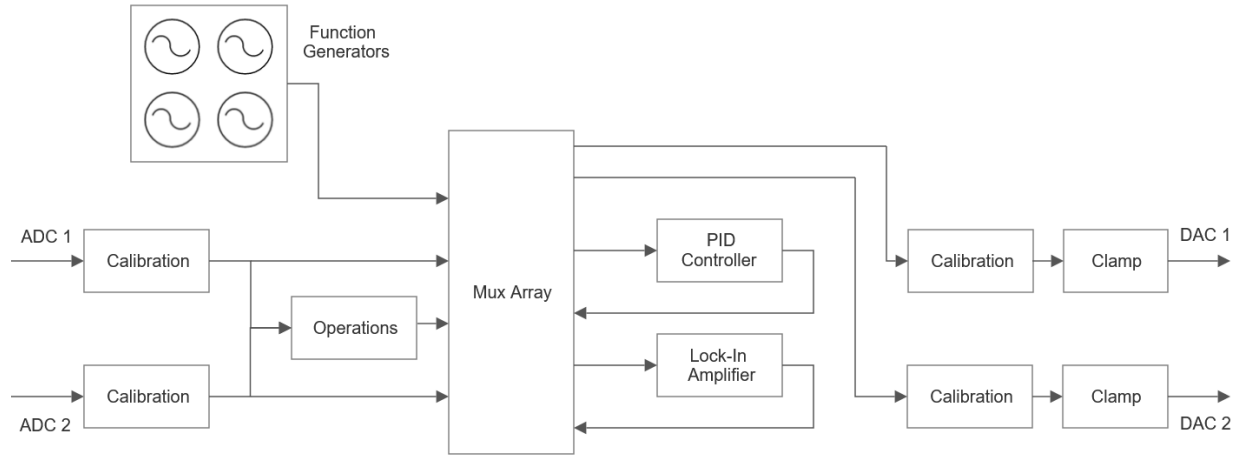 Function
Generators
ADC 1
Calibration
Operations
ADC 2
Calibration
Mux Array
PID
Controller
Lock-In
Amplifier
Calibration
Clamp
DAC 1
Calibration
Clamp
DAC 2